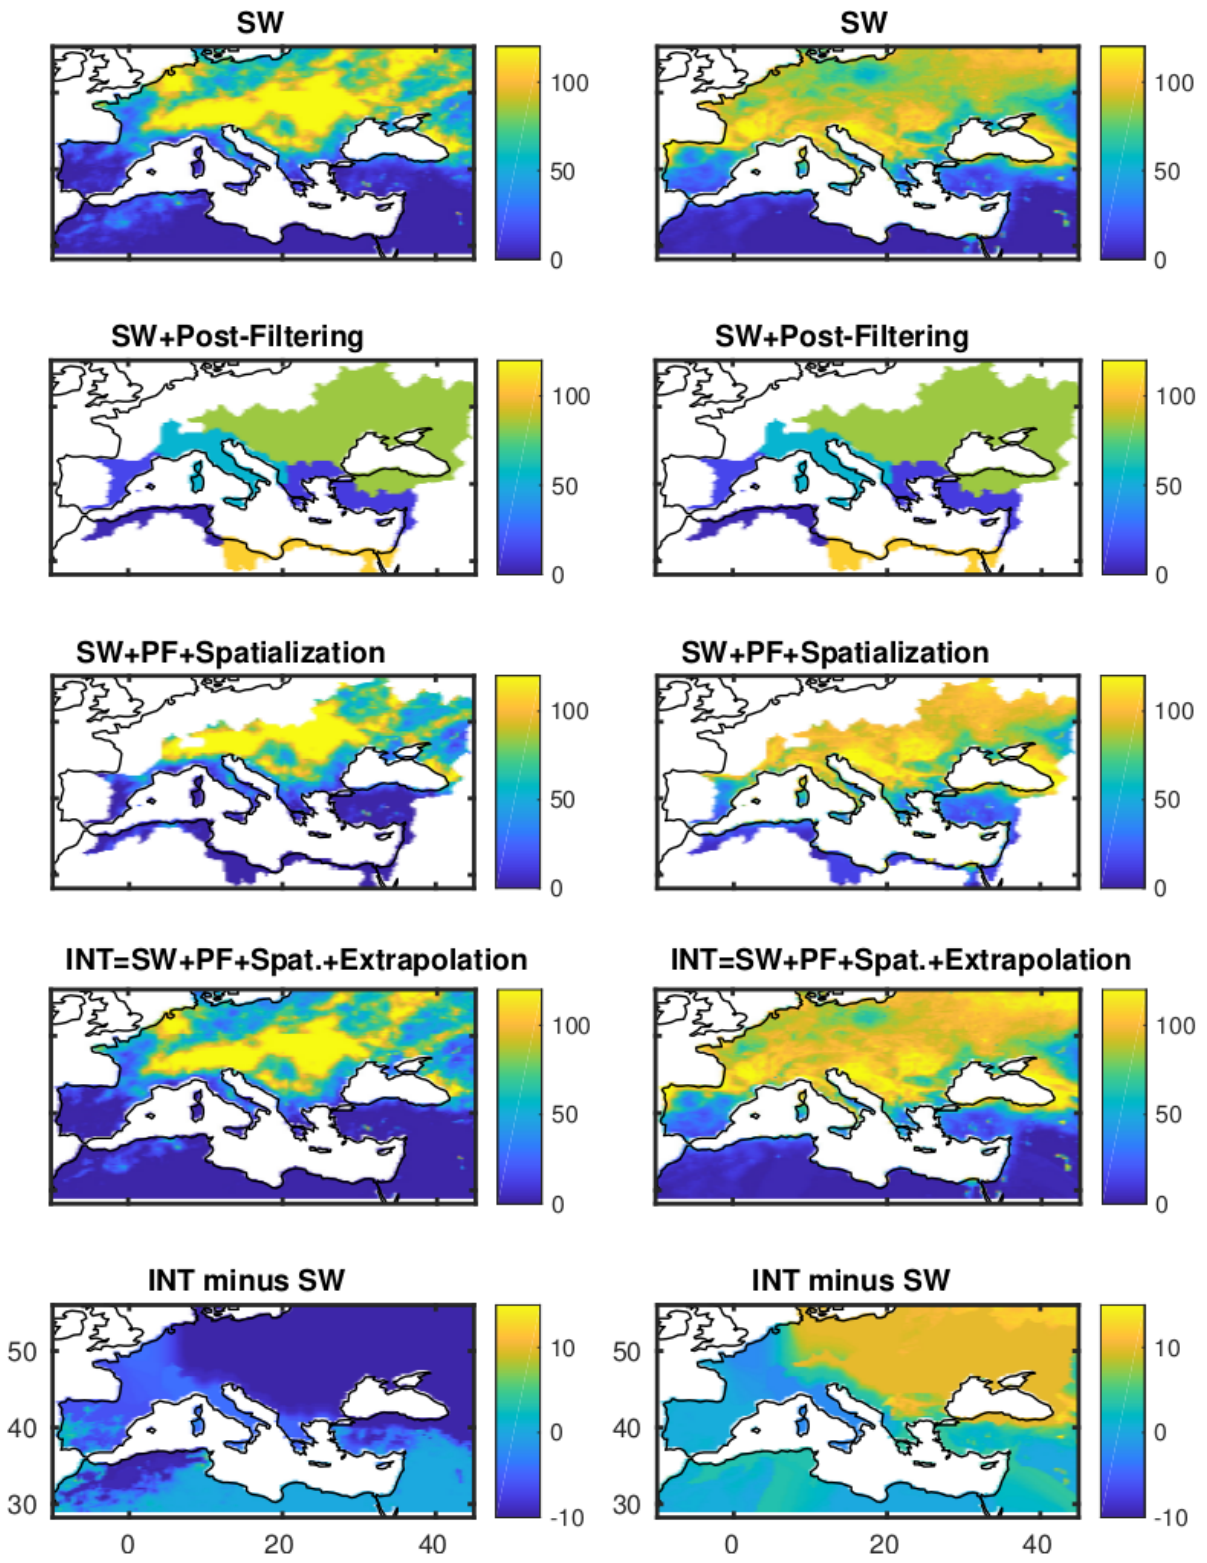 SW SW
100 100
50 50
0 0
SW+Post-Filtering SW+Post-Filtering
100 100
50 50
0 0
SW+PF+Spatialization SW+PF+Spatialization
100 100
50 50
0 0
INT=SW+PF+Spat.+Extrapolation INT=SW+PF+Spat.+Extrapolation
100 100
50 50
0 0
INT minus SW INT minus SW
50 10 50 10
40 0 40 0
30 -10 30 -10
0 20 40 0 20 40